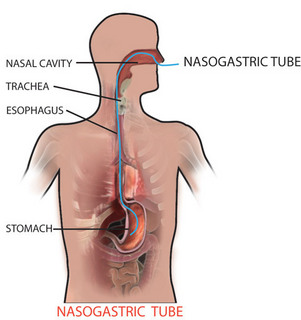 NASAL CAVITY
NASOGASTRIC TUBE
TRACHEA
ESOPHAGUS
STOMACH
NASOGASTRIC TUBE